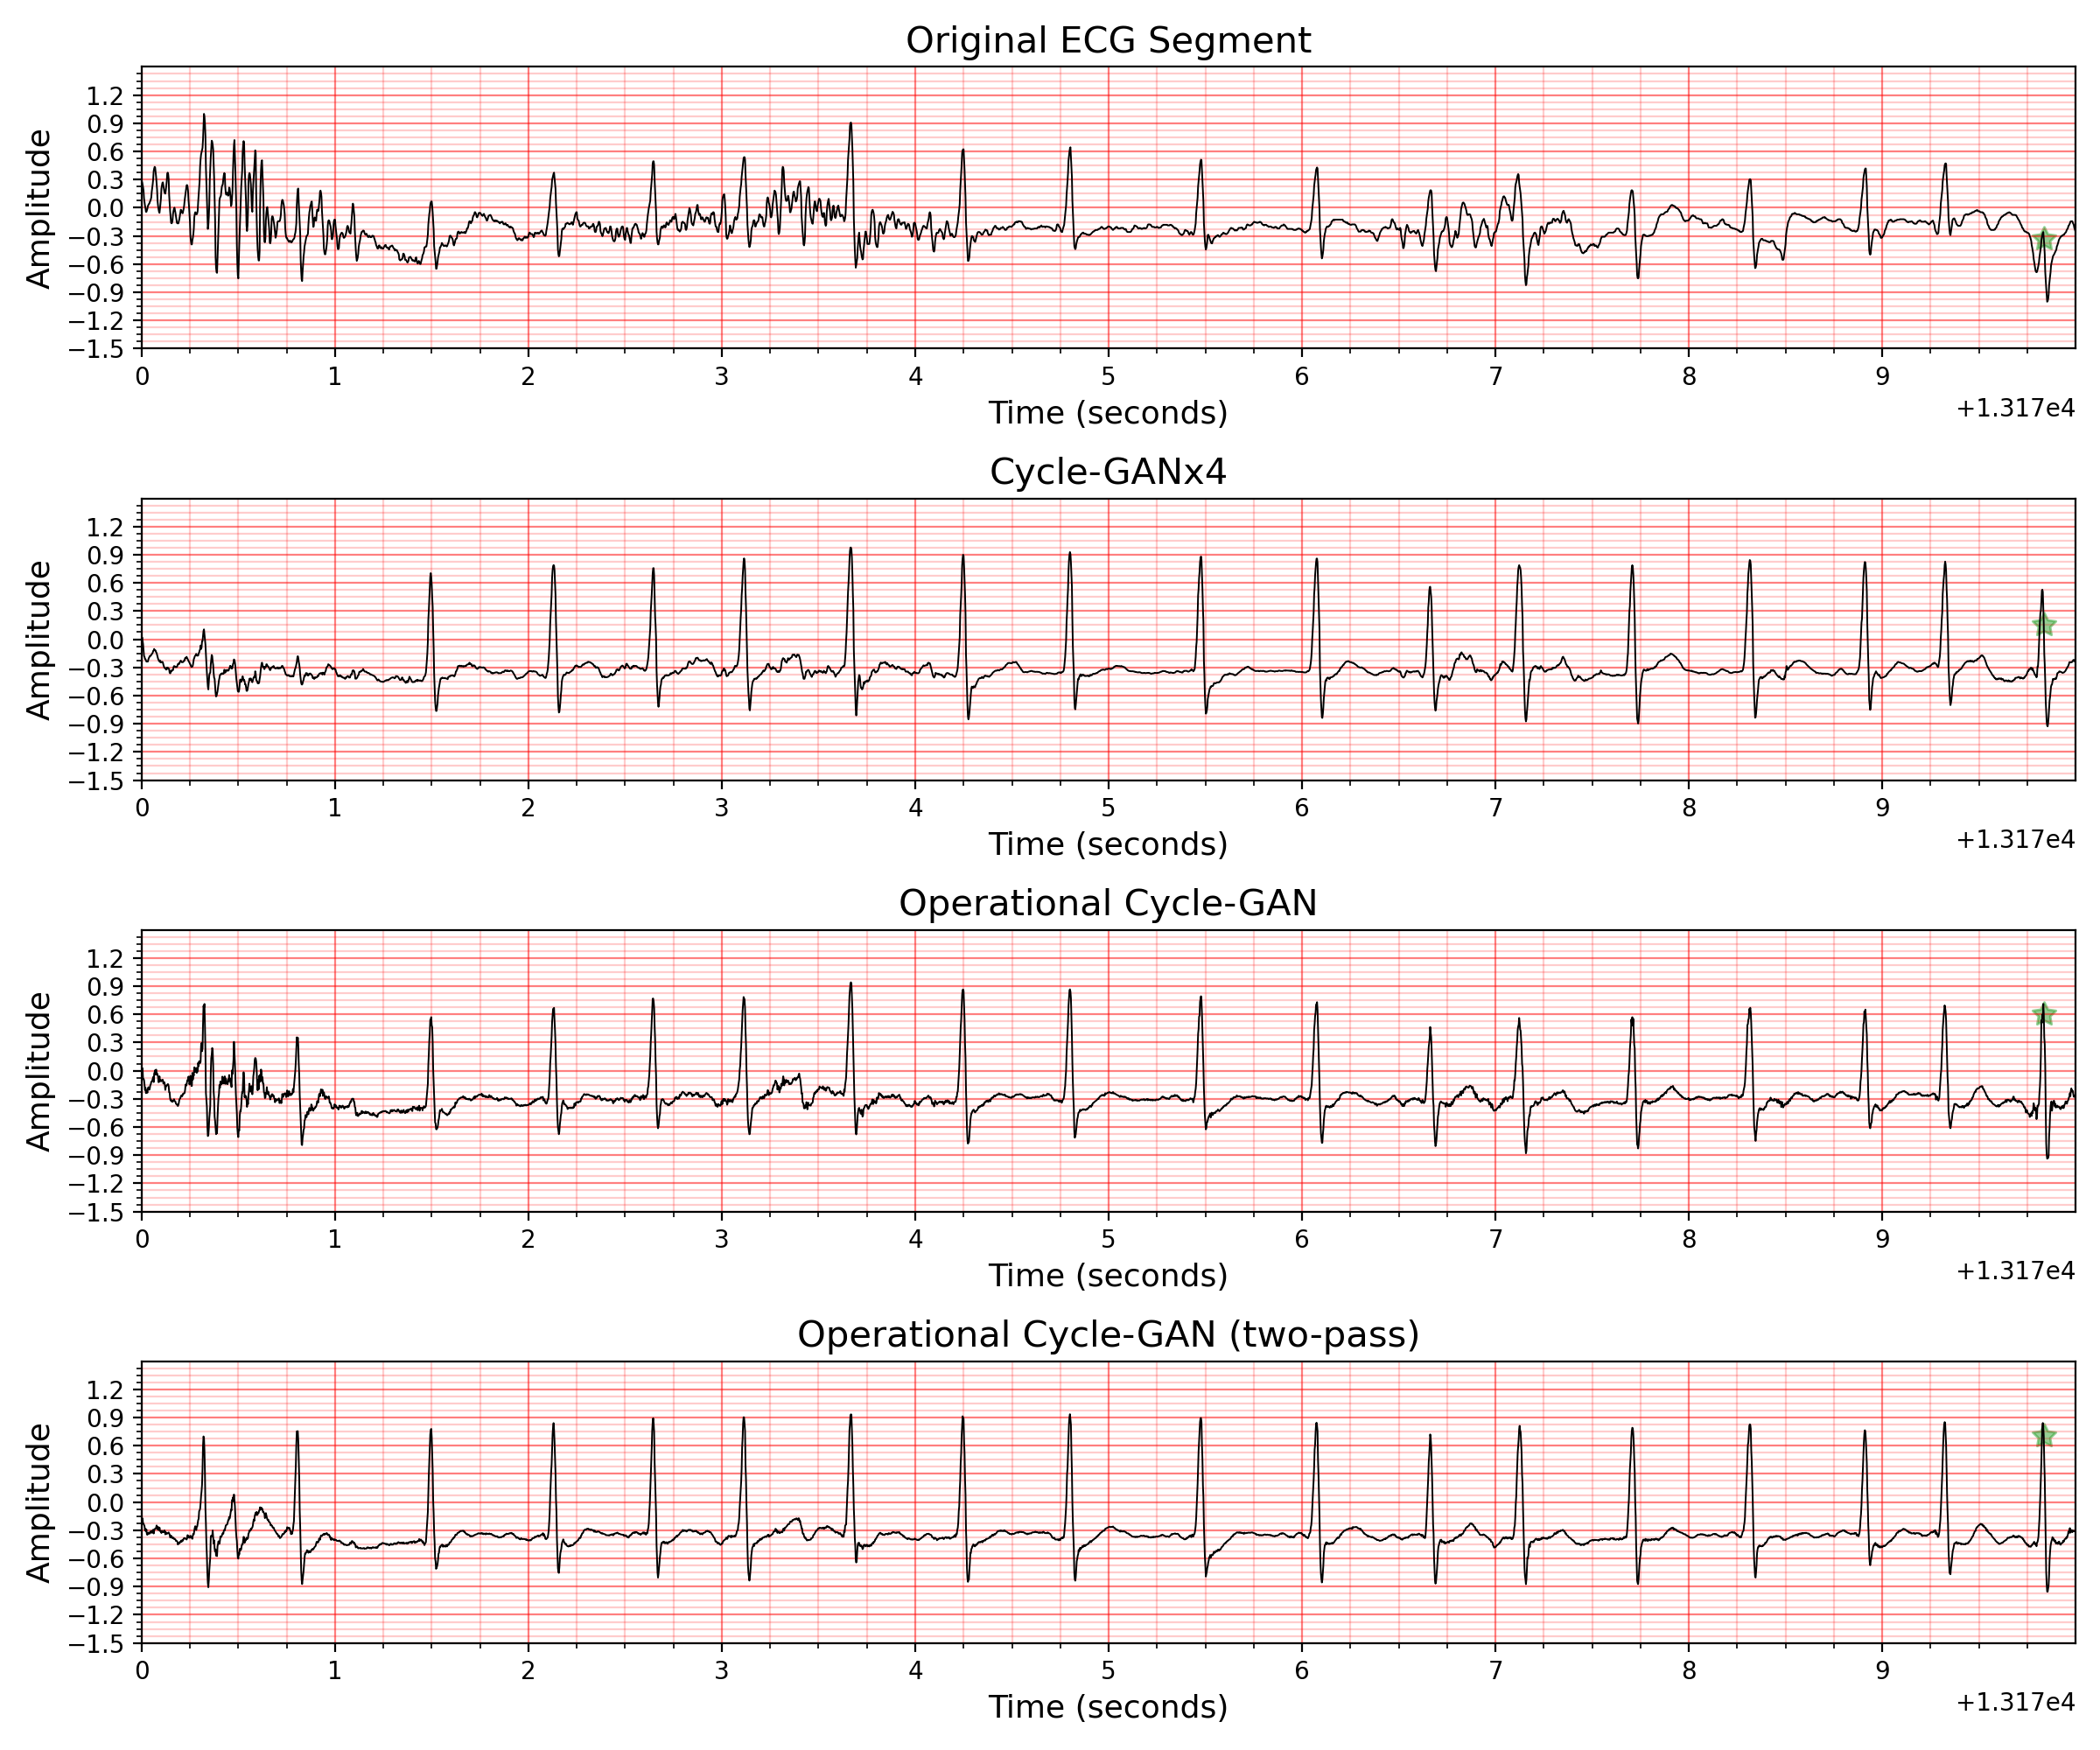 Original ECG Segment
1.2
0.9
0.6
0.3
0.0
−0.3
−0.6
−0.9
−1.2
−1.5
Amplitude
0 1 2 3 4 5 6 7 8 9
Time (seconds)
+1.317e4
Cycle-GANx4
1.2
0.9
0.6
0.3
0.0
−0.3
−0.6
−0.9
−1.2
−1.5
Amplitude
0 1 2 3 4 5 6 7 8 9
Time (seconds)
+1.317e4
Operational Cycle-GAN
1.2
0.9
0.6
0.3
0.0
−0.3
−0.6
−0.9
−1.2
−1.5
Amplitude
0 1 2 3 4 5 6 7 8 9
Time (seconds)
+1.317e4
Operational Cycle-GAN (two-pass)
1.2
0.9
0.6
0.3
0.0
−0.3
−0.6
−0.9
−1.2
−1.5
Amplitude
0 1 2 3 4 5 6 7 8 9
Time (seconds)
+1.317e4